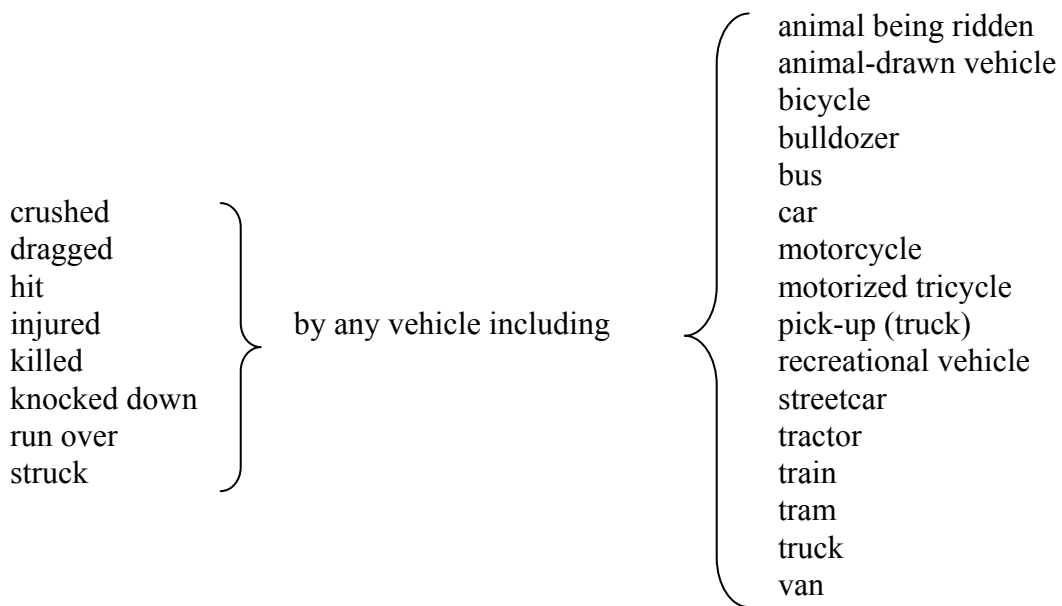 crushed
dragged
hit
injured
killed
knocked down
run over
struck
by any vehicle including
animal being ridden
animal-drawn vehicle
bicycle
bulldozer
bus
car
motorcycle
motorized tricycle
pick-up (truck)
recreational vehicle
streetcar
tractor
train
tram
truck
van